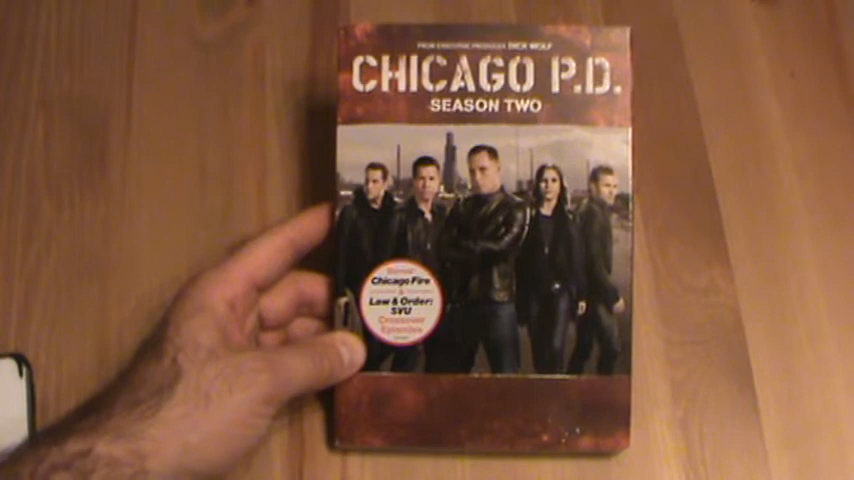 FROM EXECUTIVE PRODUCER DICK WOLF
CHICAGO P.D.
SEASON TWO
Chicago Fire
&
Law & Order:
SVU
Crossover
Episodes